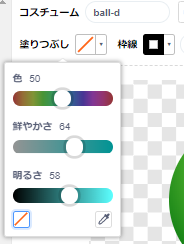 コスチューム ball-d
塗りつぶし 枠線
色 50
鮮やかさ 64
明るさ 58